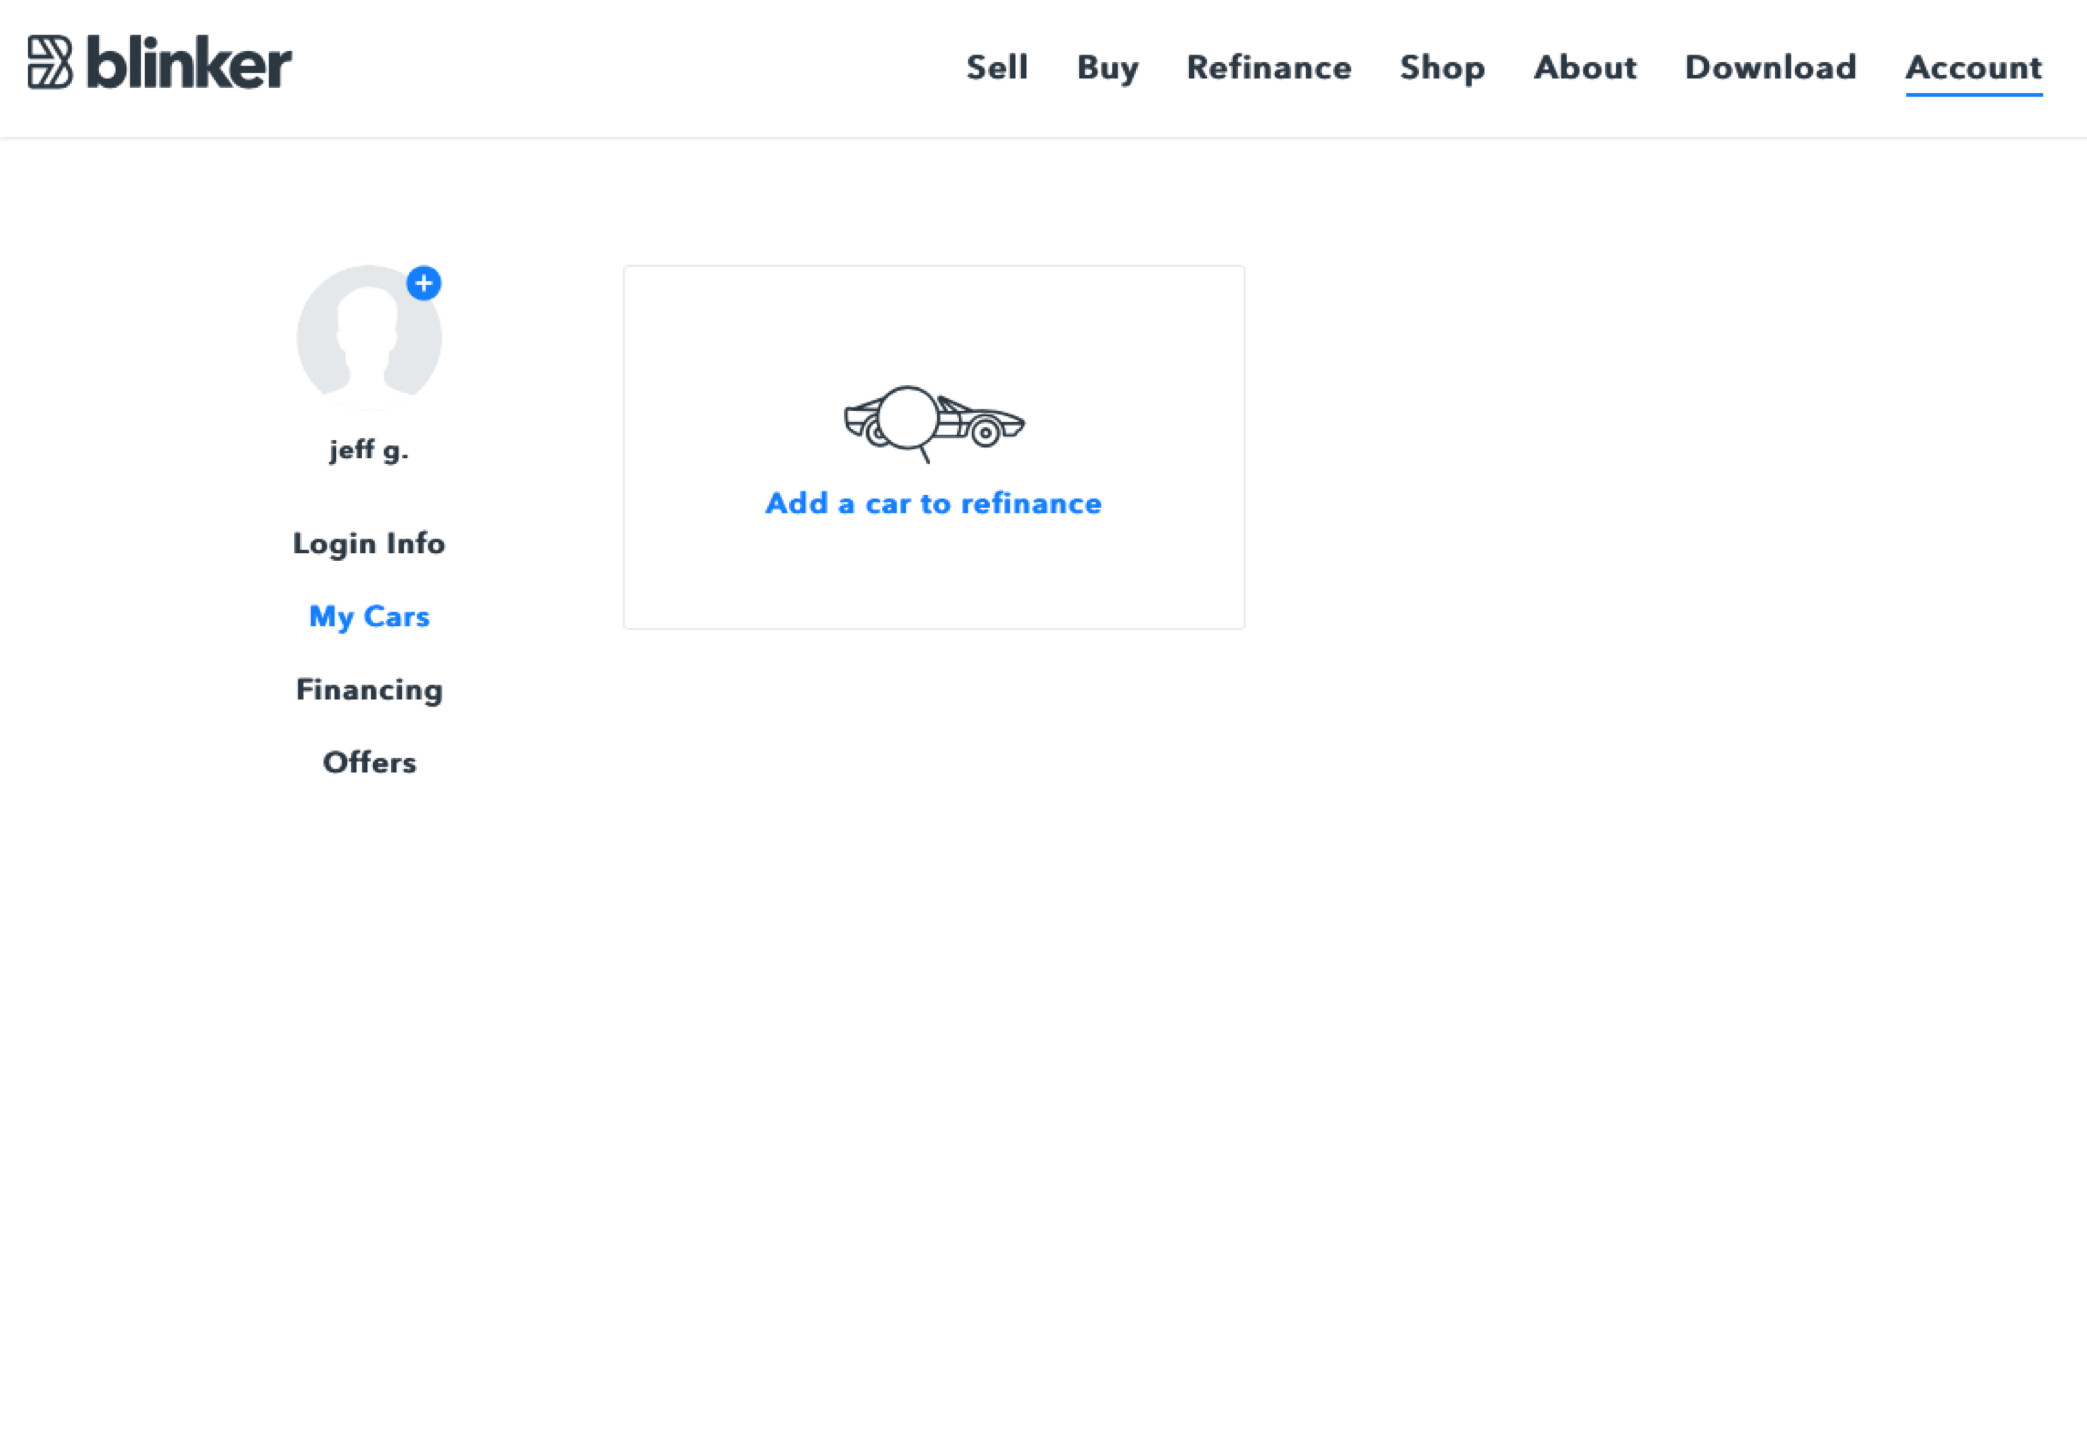 blinker
Sell Buy Refinance Shop About Download Account
jeff g.
Login Info
My Cars
Financing
Offers
Add a car to refinance